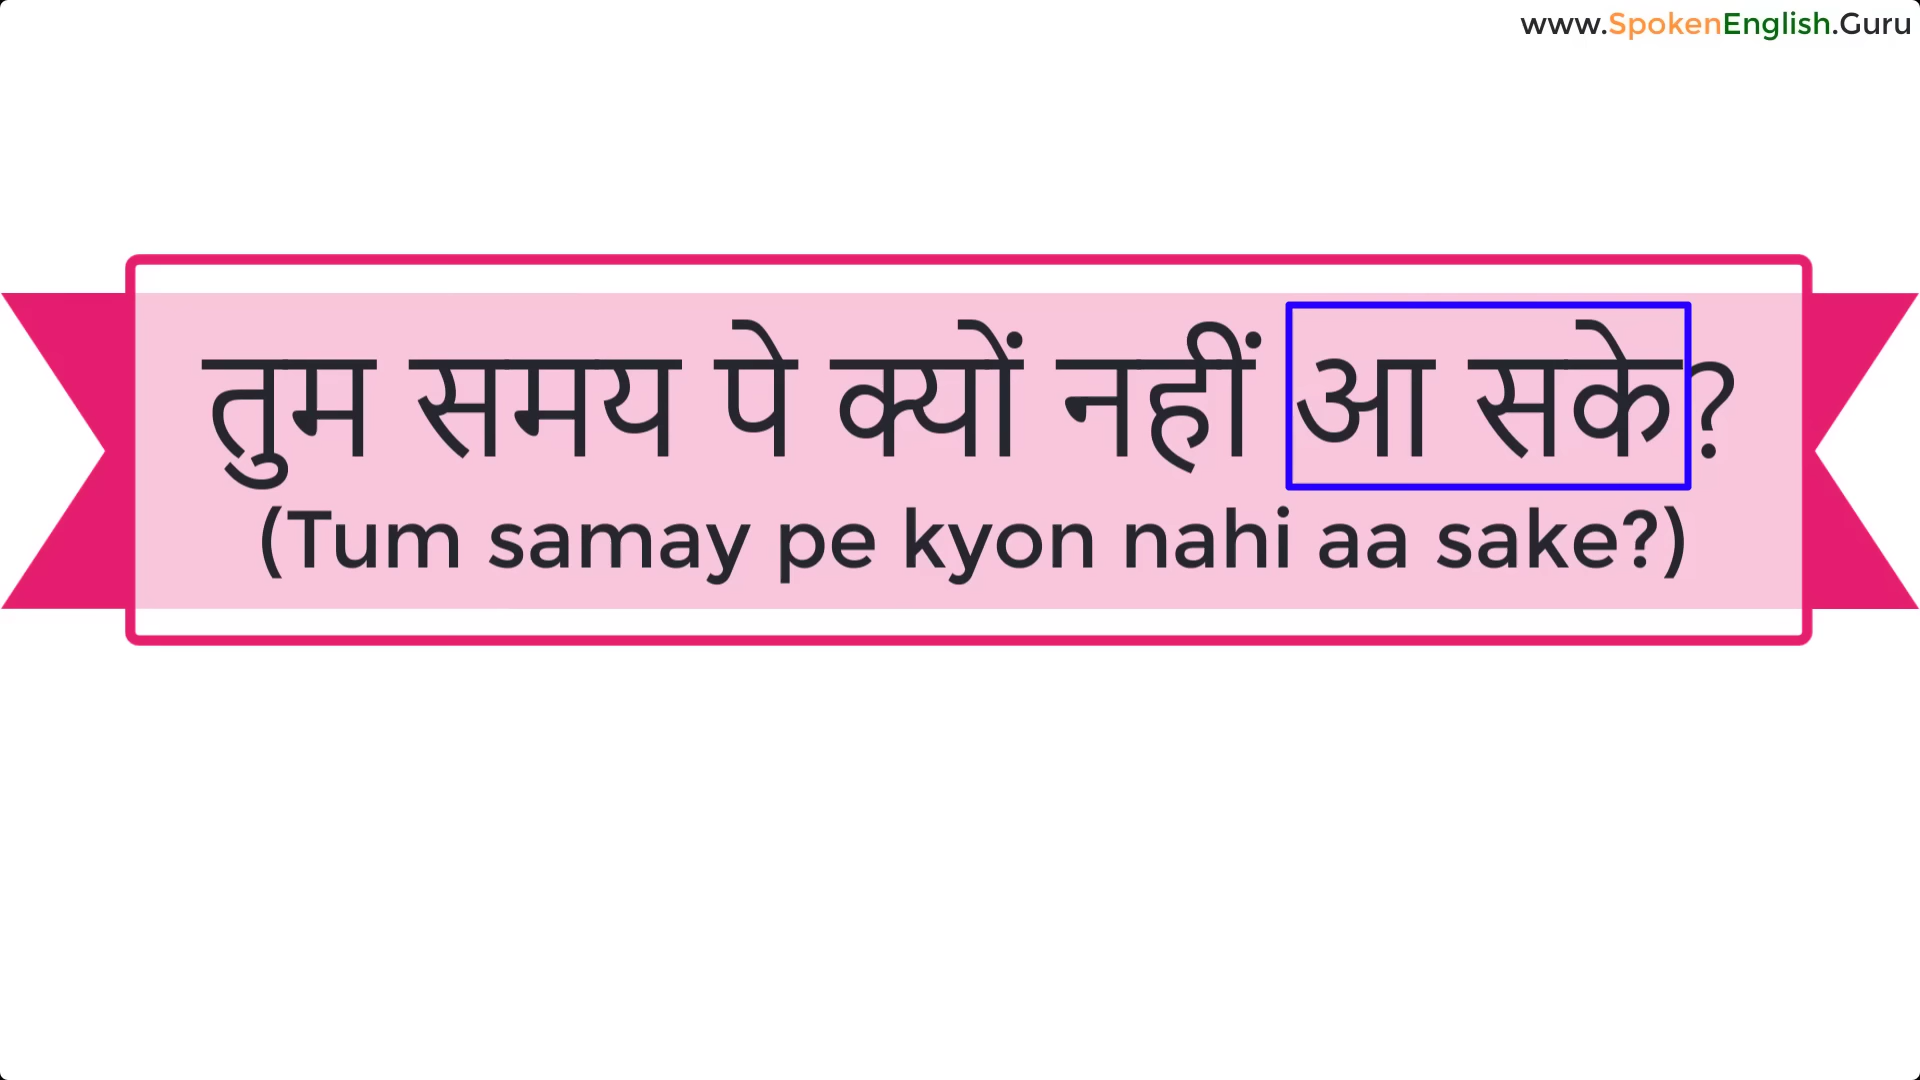 www.SpokenEnglish.Guru
तुम समय पे क्यों नहीं आ सके?
(Tum samay pe kyon nahi aa sake?)